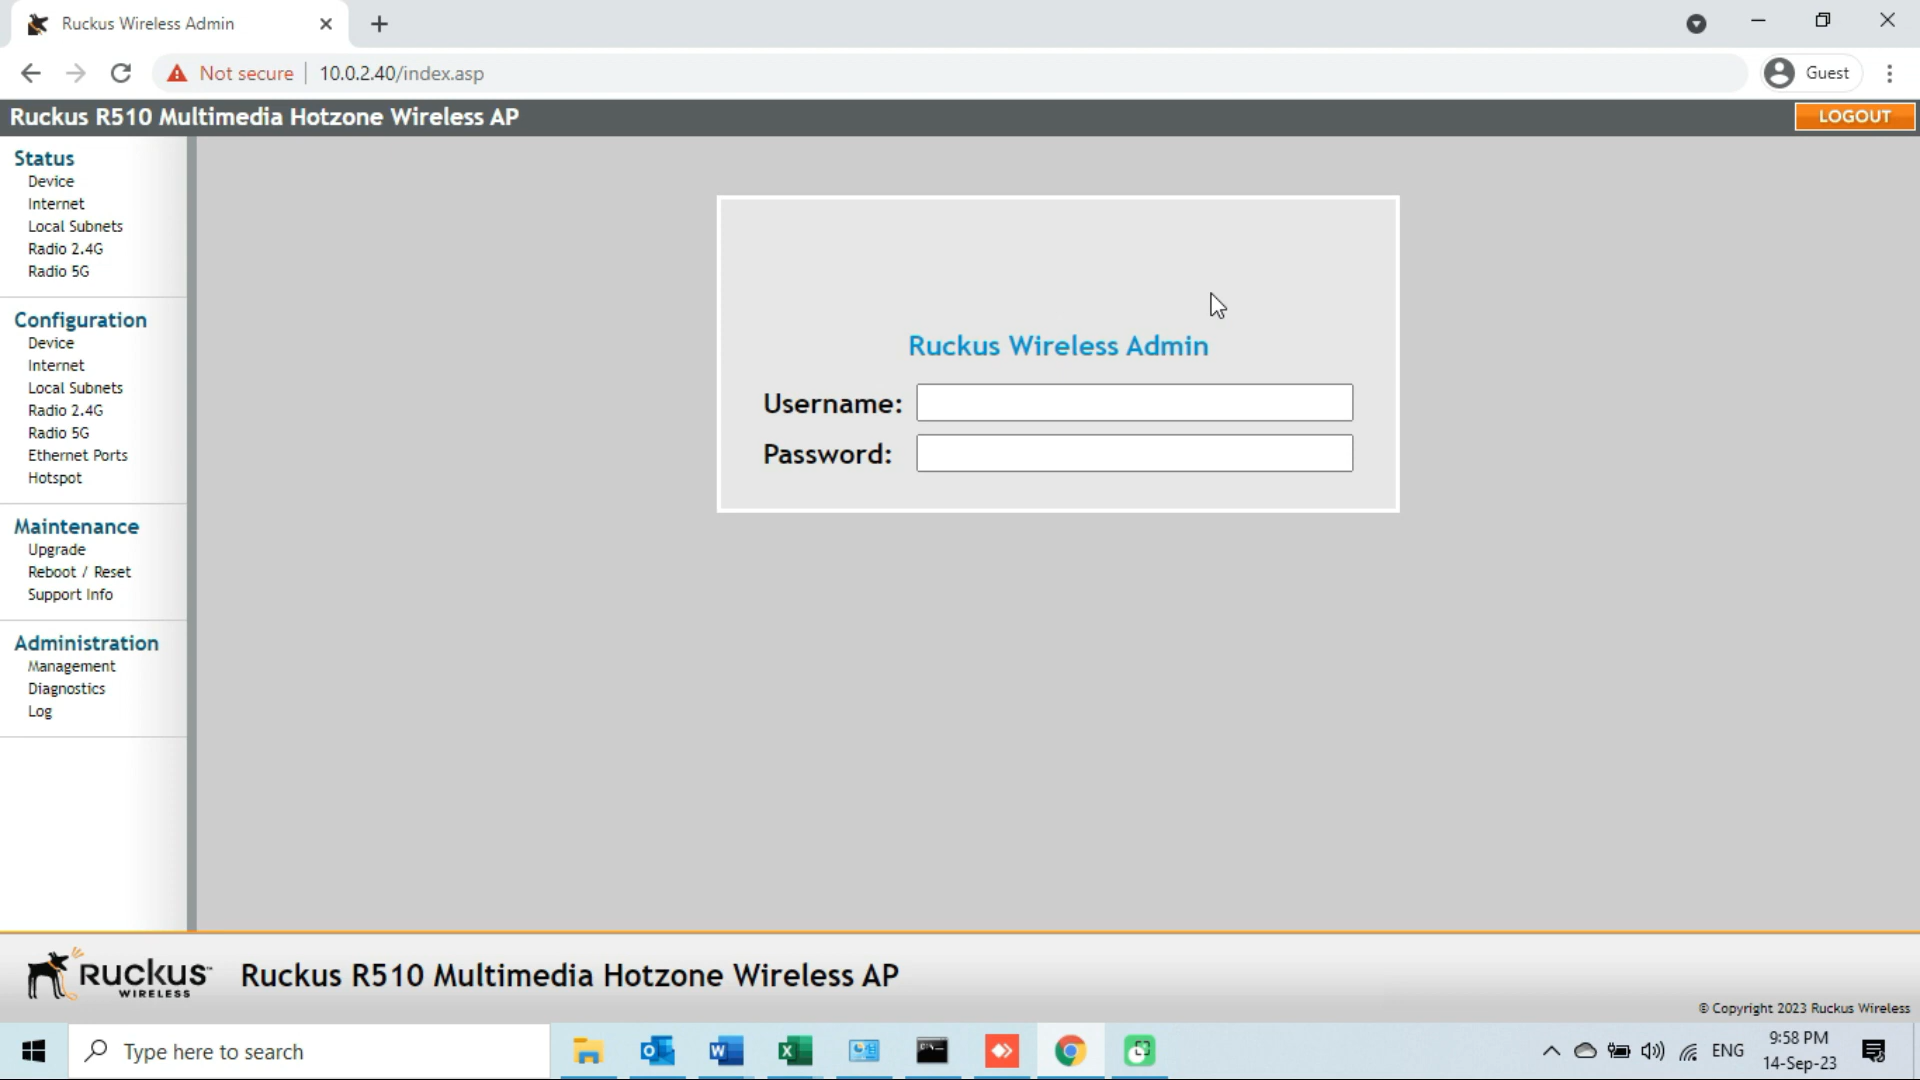 Ruckus Wireless Admin
Not secure
10.0.2.40/index.asp
Guest
Ruckus R510 Multimedia Hotzone Wireless AP
LOGOUT
Status
Device
Internet
Local Subnets
Radio 2.4G
Radio 5G
Configuration
Device
Internet
Local Subnets
Radio 2.4G
Radio 5G
Ethernet Ports
Hotspot
Maintenance
Upgrade
Reboot / Reset
Support Info
Administration
Management
Diagnostics
Log
Ruckus Wireless Admin
Username:
Password:
RUCKUS™
WIRELESS
Ruckus R510 Multimedia Hotzone Wireless AP
© Copyright 2023 Ruckus Wireless
Type here to search
ENG
9:58 PM
14-Sep-23